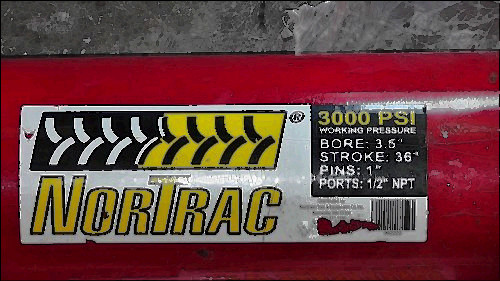 NORTRAC
®
3000 PSI
WORKING PRESSURE
BORE: 3.5"
STROKE: 36"
PINS: 1"
PORTS: 1/2" NPT